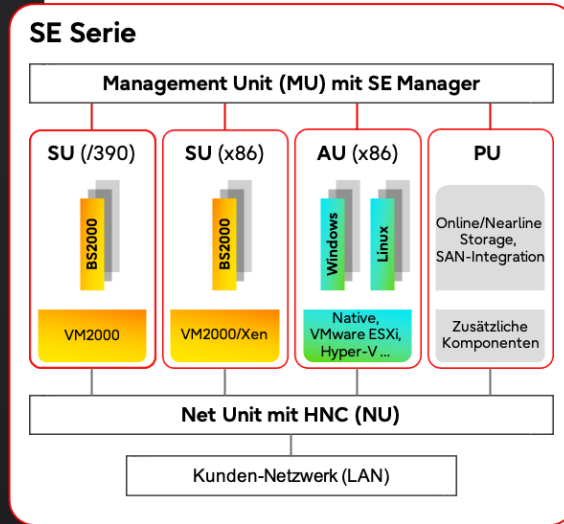 SE Serie
Management Unit (MU) mit SE Manager
SU (/390)
BS2000
VM2000
SU (x86)
BS2000
VM2000/Xen
AU (x86)
Windows
Linux
Native,
VMware ESXi,
Hyper-V ...
PU
Online/Nearline
Storage,
SAN-Integration
Zusätzliche
Komponenten
Net Unit mit HNC (NU)
Kunden-Netzwerk (LAN)